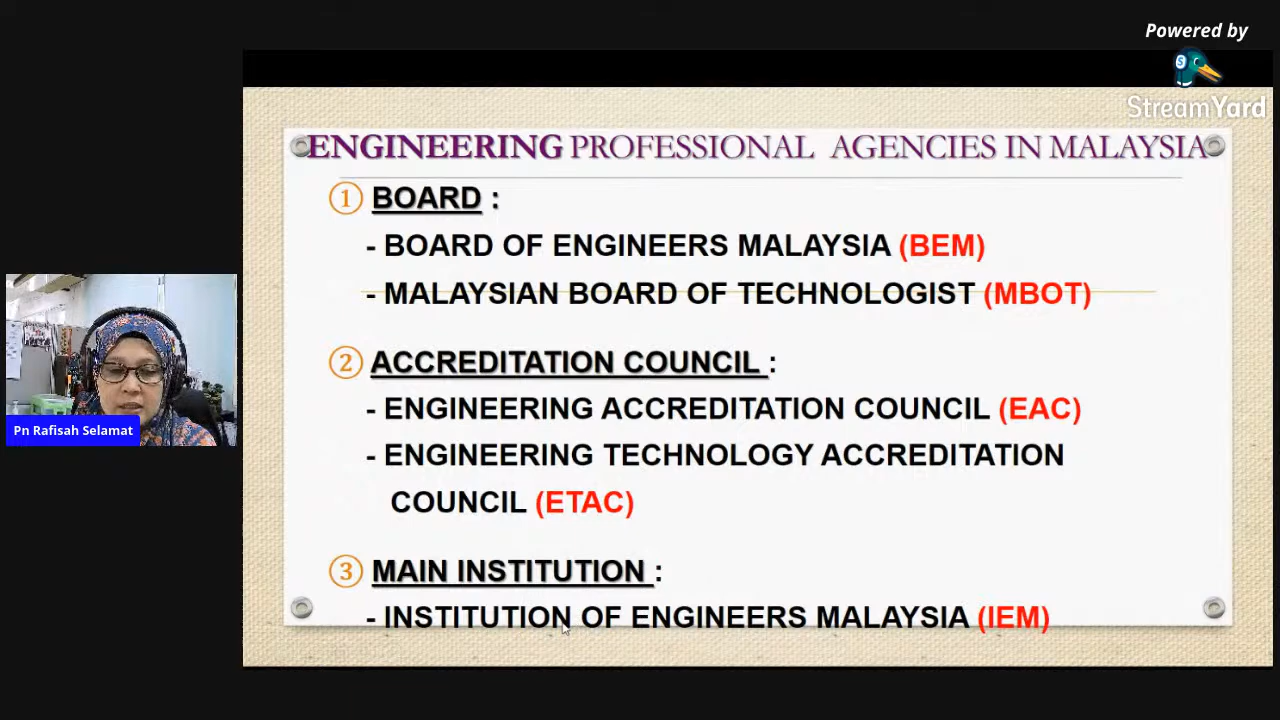 Powered by
StreamYard
ENGINEERING PROFESSIONAL AGENCIES IN MALAYSIA
① BOARD :
- BOARD OF ENGINEERS MALAYSIA (BEM)
- MALAYSIAN BOARD OF TECHNOLOGIST (MBOT)
② ACCREDITATION COUNCIL :
- ENGINEERING ACCREDITATION COUNCIL (EAC)
- ENGINEERING TECHNOLOGY ACCREDITATION
COUNCIL (ETAC)
③ MAIN INSTITUTION :
- INSTITUTION OF ENGINEERS MALAYSIA (IEM)
Pn Rafisah Selamat